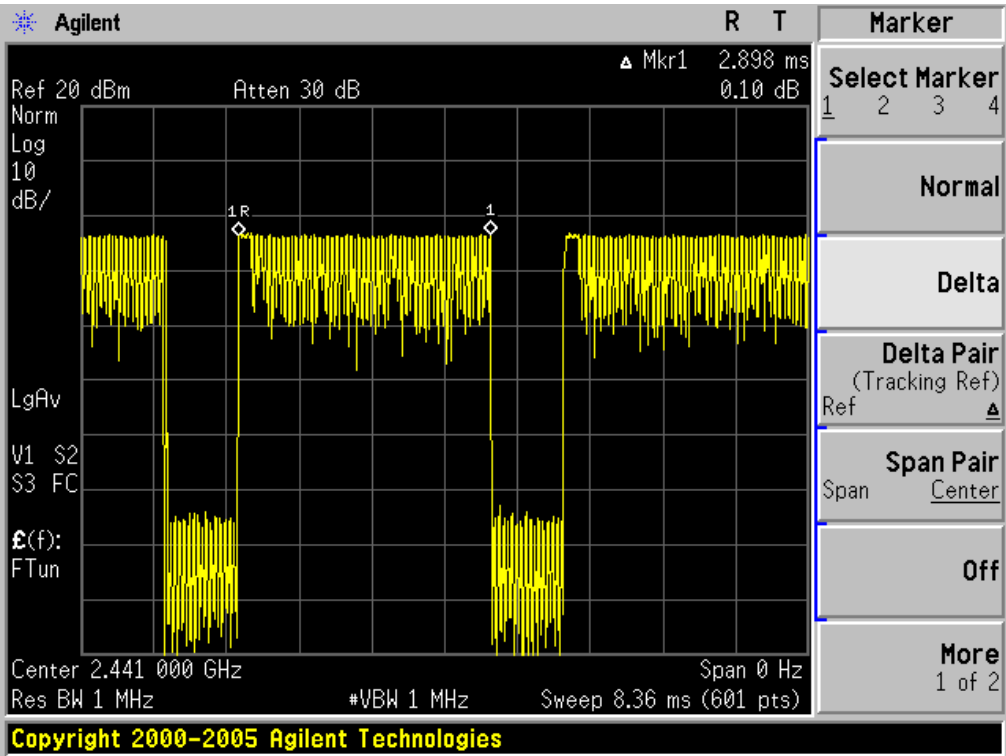 Agilent R T
Δ Mkr1 2.898 ms
Ref 20 dBm Atten 30 dB 0.10 dB
Norm
Log
10
dB/
1R
1
LgAv
V1 S2
S3 FC
£(f):
FTun
Center 2.441 000 GHz Span 0 Hz
Res BW 1 MHz #VBW 1 MHz Sweep 8.36 ms (601 pts)
Copyright 2000-2005 Agilent Technologies
Marker
Select Marker
1 2 3 4
Normal
Delta
Delta Pair
(Tracking Ref)
Ref Δ
Span Pair
Span Center
Off
More
1 of 2